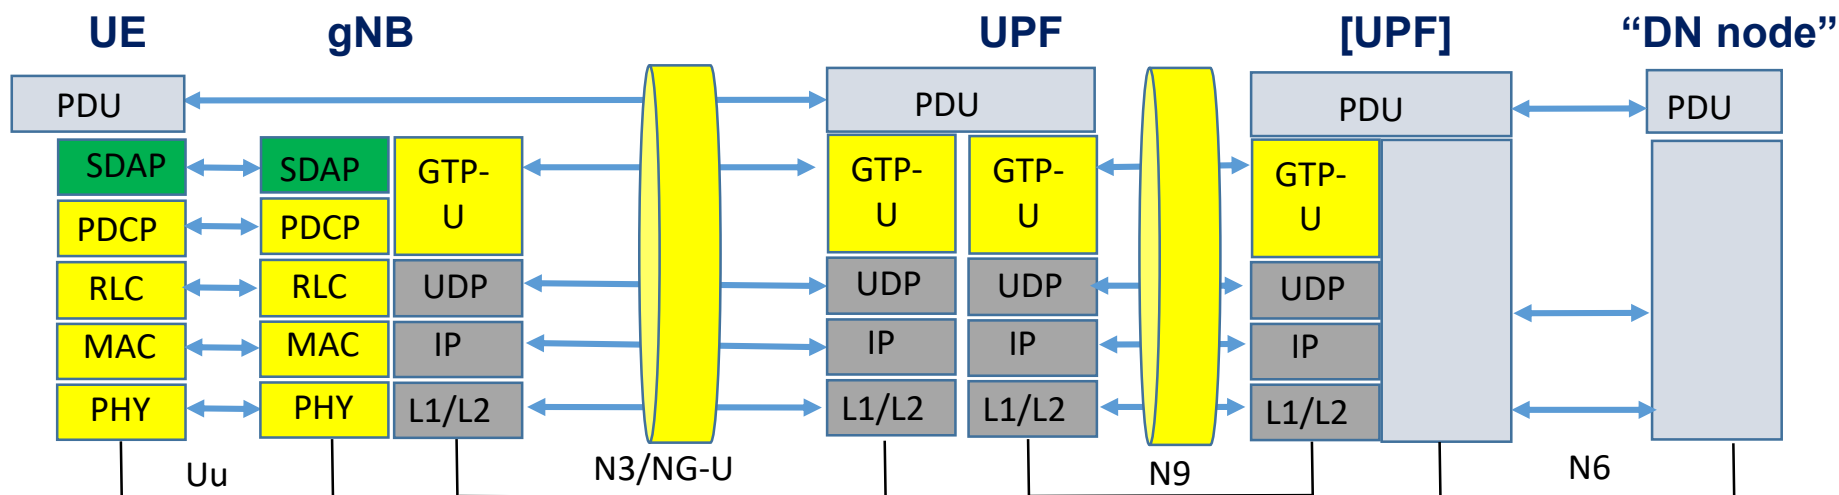 UE gNB UPF [UPF] “DN node”
PDU PDU PDU PDU
SDAP SDAP GTP-U GTP-U GTP-U GTP-U
PDCP PDCP
RLC RLC UDP UDP UDP UDP
MAC MAC IP IP IP IP
PHY PHY L1/L2 L1/L2 L1/L2 L1/L2
Uu N3/NG-U N9 N6